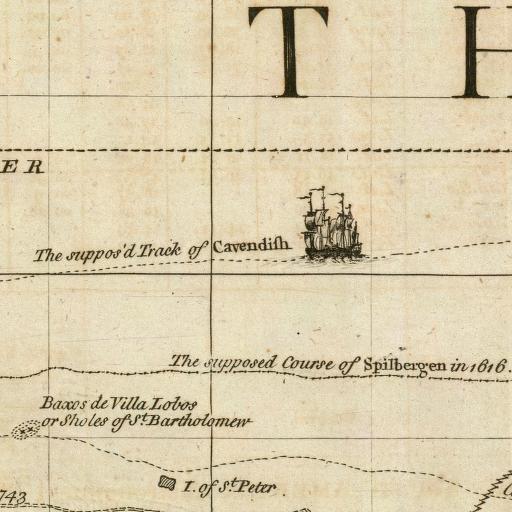 T H
ER
The suppos'd Track of Cavendiſh
The supposed Course of Spilbergen in 1616.
Baxos de Villa Lobos
or Sholes of St. Bartholomew
I. of St. Peter
743